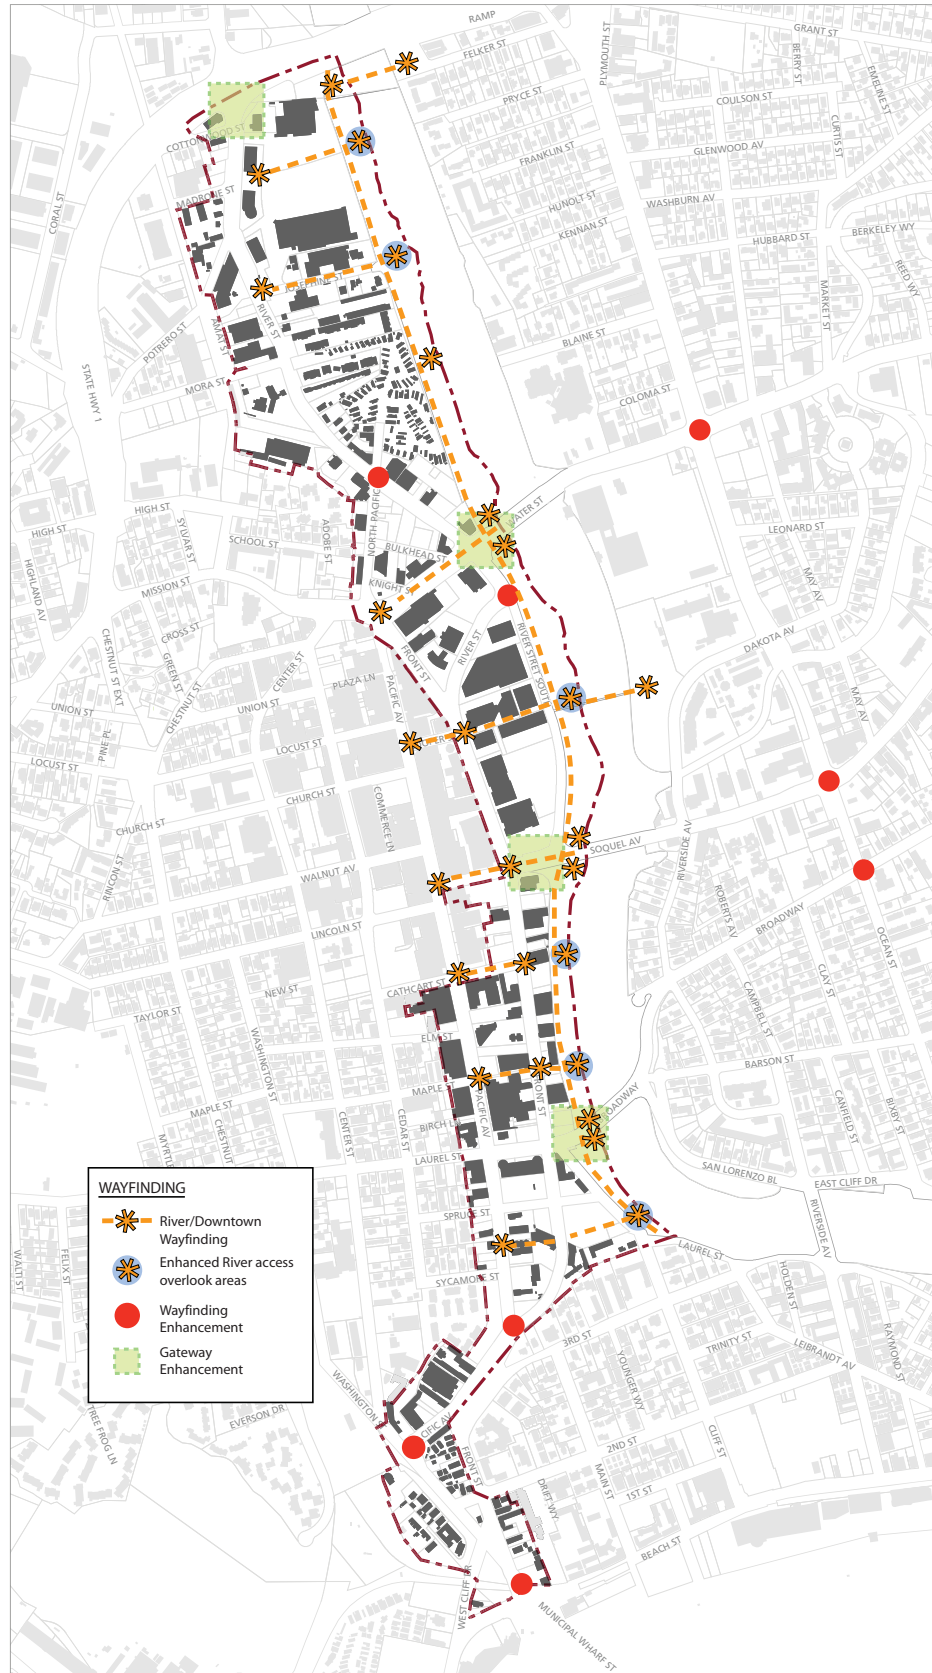 RAMP
FELKER ST
GRANT ST
PLYMOUTH ST
BERRY ST
EMELINE ST
PRYCE ST
COULSON ST
CURTIS ST
COTTONWOOD ST
FRANKLIN ST
GLENWOOD AV
CORAL ST
MADRONE ST
HUNOLT ST
WASHBURN AV
KENNAN ST
HUBBARD ST
BERKELEY WY
REED WY
JOSEPHINE ST
MARKET ST
RIVER ST
AMAT ST
POTRERO ST
BLAINE ST
STATE HWY 1
MORA ST
COLOMA ST
HIGH ST
HIGH ST
SYLVAR ST
ADOBE ST
NORTH PACIFIC
WATER ST
LEONARD ST
SCHOOL ST
BULKHEAD ST
HIGHLAND AV
MISSION ST
KNIGHT ST
MAY AV
CROSS ST
CHESTNUT ST EXT
GREEN ST
CENTER ST
FRONT ST
RIVER ST
RIVER STREET SOUTH
DAKOTA AV
CHESTNUT ST
PLAZA LN
PACIFIC AV
UNION ST
UNION ST
MAY AV
PINE PL
LOCUST ST
LOCUST ST
CHURCH ST
CHURCH ST
COMMERCE LN
SOQUEL AV
RIVERSIDE AV
RINCON ST
WALNUT AV
ROBERTS AV
BROADWAY
LINCOLN ST
OCEAN ST
CATHCART ST
NEW ST
CLAY ST
CAMPBELL ST
TAYLOR ST
WASHINGTON ST
ELM ST
BARSON ST
MAPLE ST
MAPLE ST
PACIFIC AV
FRONT ST
BROADWAY
CANFIELD ST
BIXBY ST
CHESTNUT
CENTER ST
CEDAR ST
BIRCH LN
MYRTLE
LAUREL ST
SAN LORENZO BL
EAST CLIFF DR
WAYFINDING
River/Downtown
Wayfinding
Enhanced River access
overlook areas
Wayfinding
Enhancement
Gateway
Enhancement
SPRUCE ST
RIVERSIDE AV
WALTI ST
FELIX ST
LAUREL ST
SYCAMORE ST
HOLDEN ST
3RD ST
TRINITY ST
LEIBRANDT AV
RAYMOND ST
YOUNGER WY
WASHINGTON
EVERSON DR
TREE FROG LN
CIFIC AV
FRONT ST
2ND ST
CLIFF ST
MAIN ST
1ST ST
DRIFT WY
BEACH ST
WEST CLIFF DR
MUNICIPAL WHARF ST